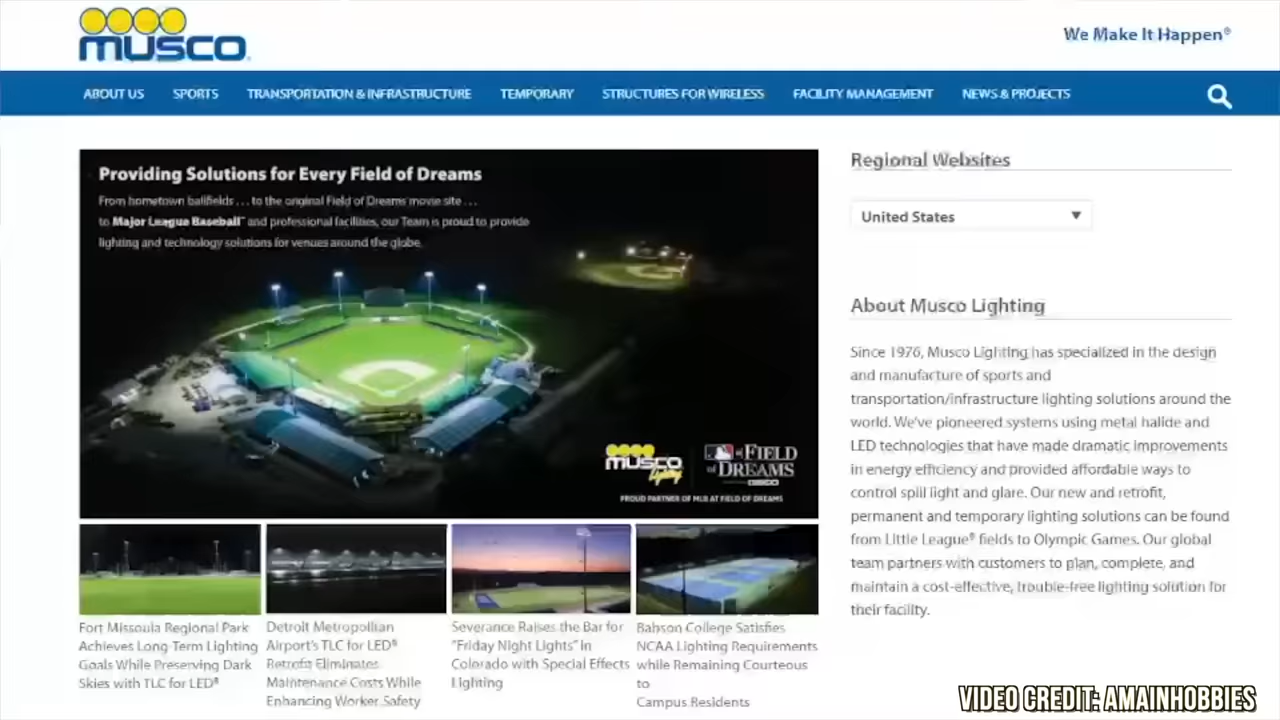 MUSCO
We Make It Happen®
ABOUT US SPORTS TRANSPORTATION & INFRASTRUCTURE TEMPORARY STRUCTURES FOR WIRELESS FACILITY MANAGEMENT NEWS & PROJECTS
Providing Solutions for Every Field of Dreams
From hometown ballfields . . . to the original Field of Dreams movie site . . .
to Major League Baseball™ and professional facilities, our Team is proud to provide
lighting and technology solutions for venues around the globe.
MUSCO
Lighting
at FIELD
of DREAMS
PROUD PARTNER OF MLB AT FIELD OF DREAMS
Fort Missoula Regional Park
Achieves Long-Term Lighting
Goals While Preserving Dark
Skies with TLC for LED®
Detroit Metropolitan
Airport's TLC for LED®
Retrofit Eliminates
Maintenance Costs While
Enhancing Worker Safety
Severance Raises the Bar for
"Friday Night Lights" in
Colorado with Special Effects
Lighting
Babson College Satisfies
NCAA Lighting Requirements
while Remaining Courteous
to
Campus Residents
Regional Websites
United States
About Musco Lighting
Since 1976, Musco Lighting has specialized in the design
and manufacture of sports and
transportation/infrastructure lighting solutions around the
world. We've pioneered systems using metal halide and
LED technologies that have made dramatic improvements
in energy efficiency and provided affordable ways to
control spill light and glare. Our new and retrofit,
permanent and temporary lighting solutions can be found
from Little League® fields to Olympic Games. Our global
team partners with customers to plan, complete, and
maintain a cost-effective, trouble-free lighting solution for
their facility.
VIDEO CREDIT: AMAINHOBBIES